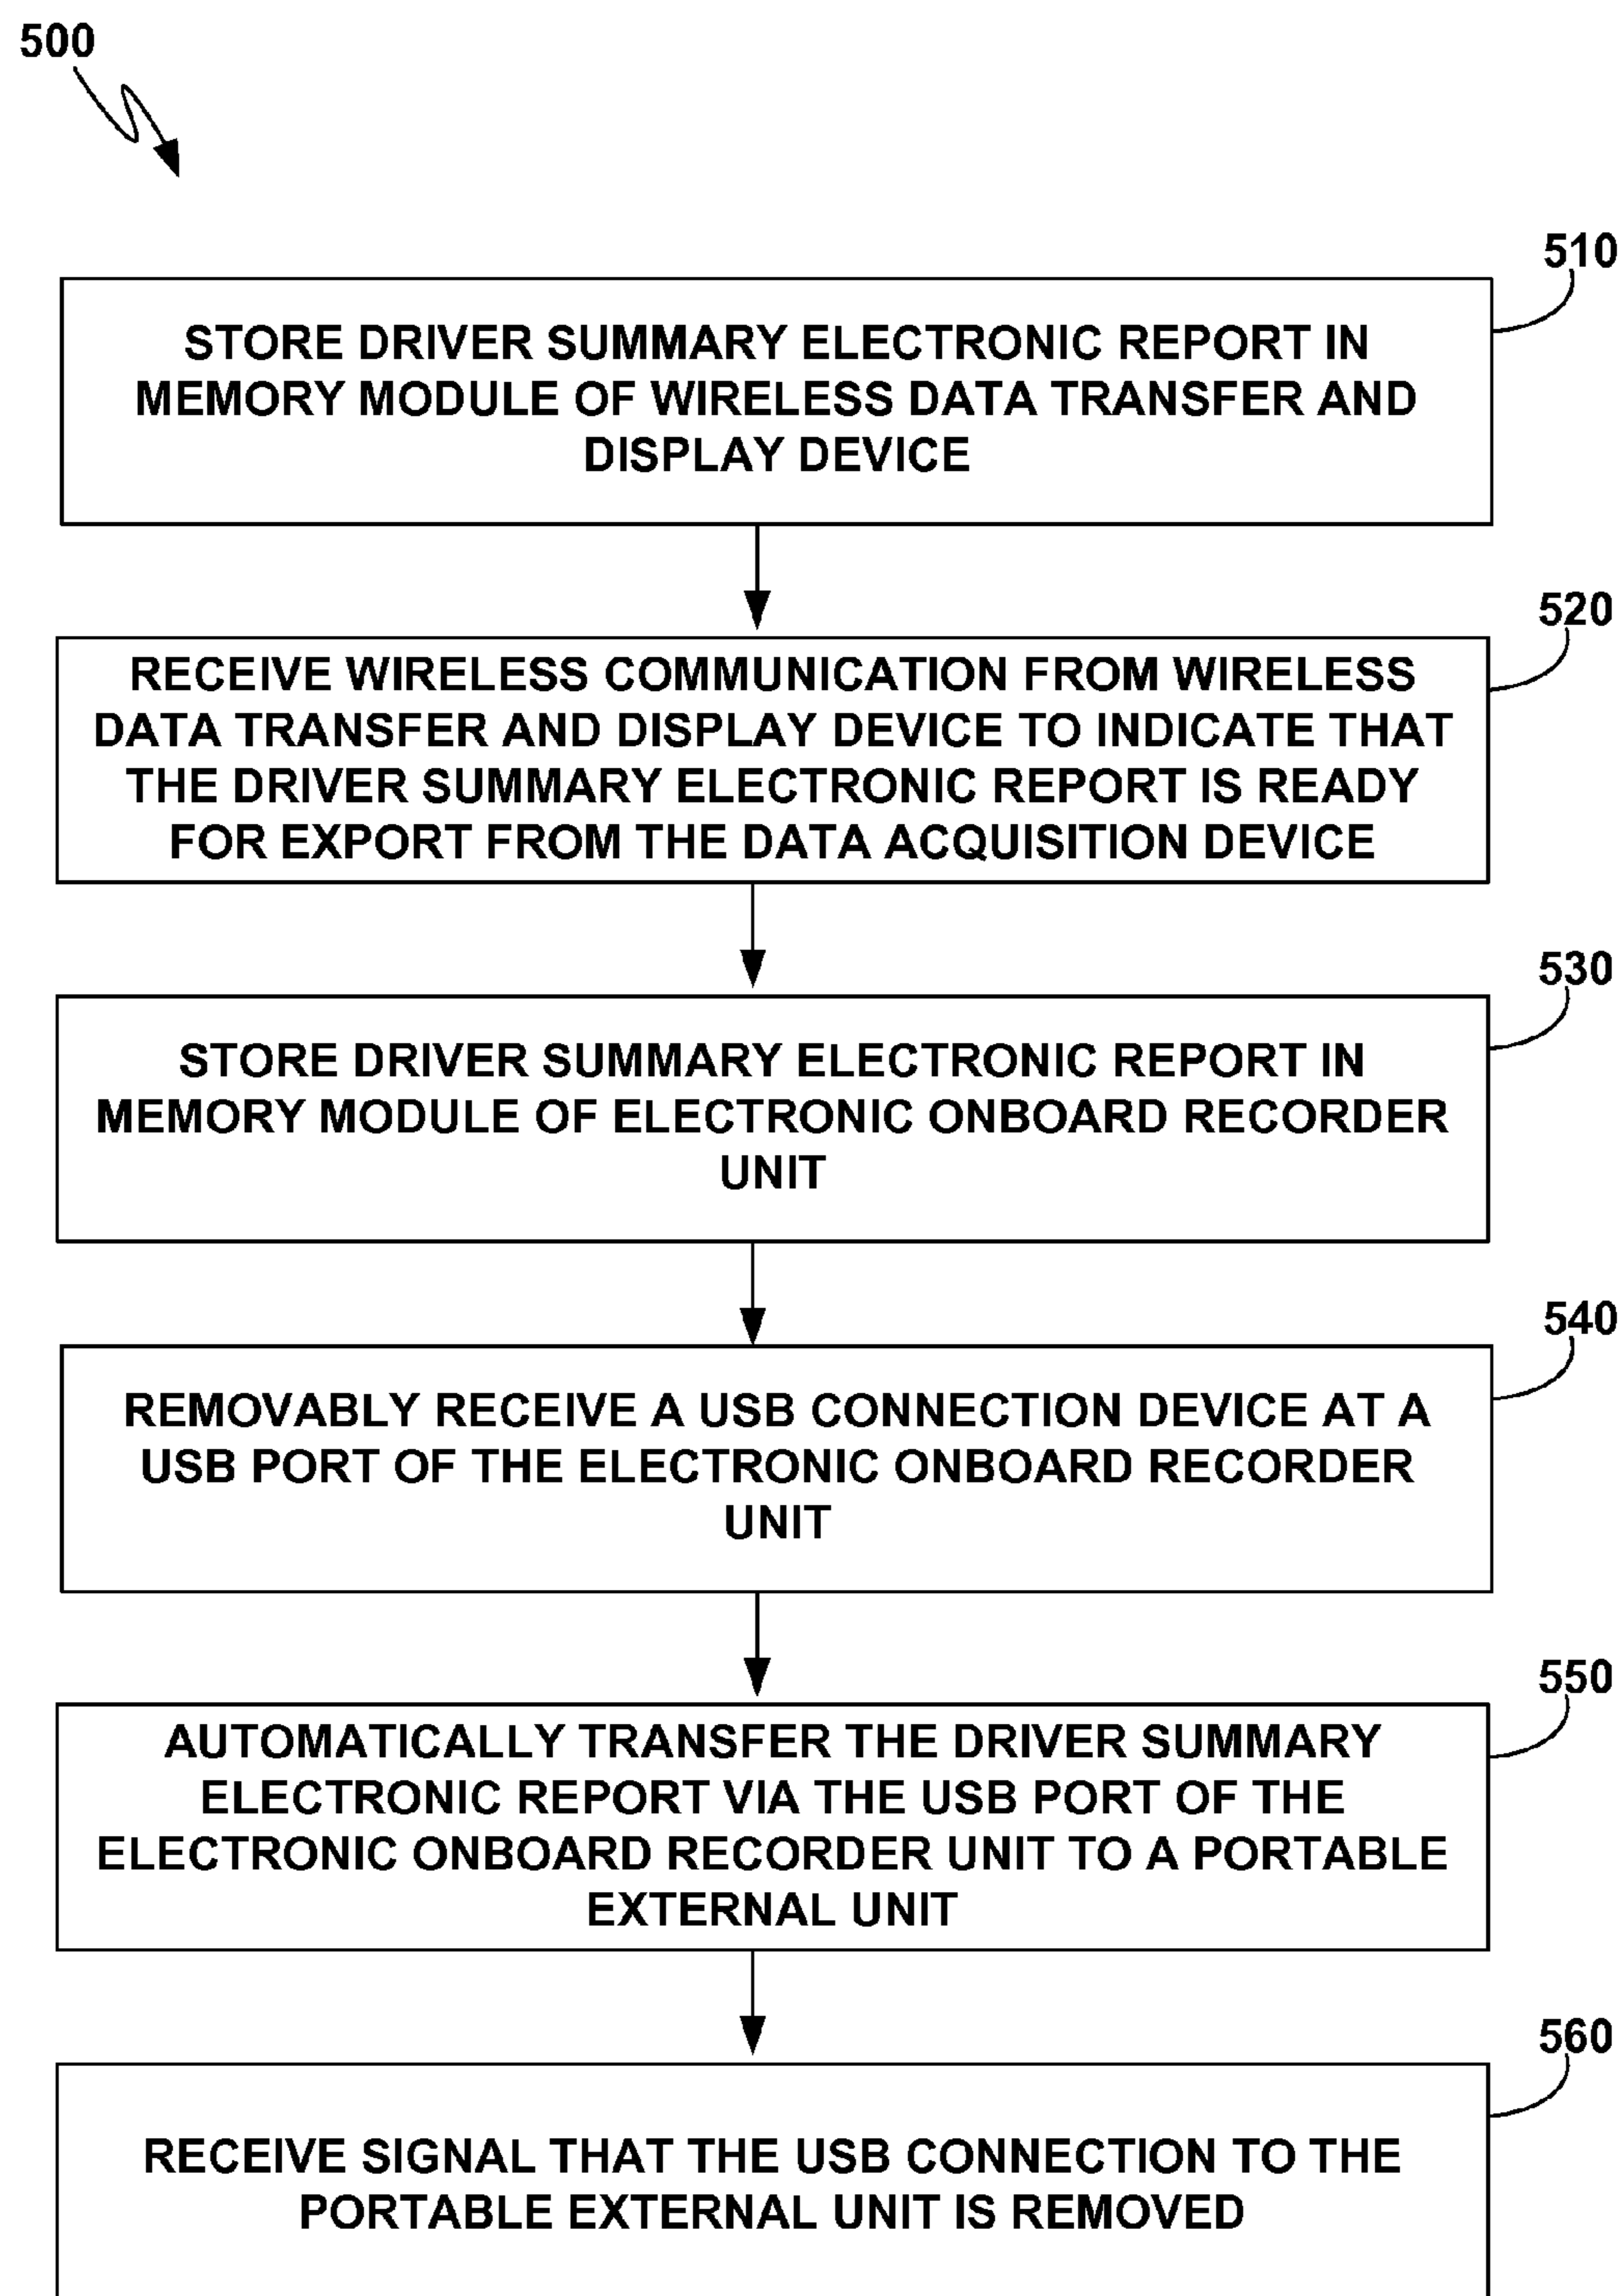 500
510
STORE DRIVER SUMMARY ELECTRONIC REPORT IN
MEMORY MODULE OF WIRELESS DATA TRANSFER AND
DISPLAY DEVICE
520
RECEIVE WIRELESS COMMUNICATION FROM WIRELESS
DATA TRANSFER AND DISPLAY DEVICE TO INDICATE THAT
THE DRIVER SUMMARY ELECTRONIC REPORT IS READY
FOR EXPORT FROM THE DATA ACQUISITION DEVICE
530
STORE DRIVER SUMMARY ELECTRONIC REPORT IN
MEMORY MODULE OF ELECTRONIC ONBOARD RECORDER
UNIT
540
REMOVABLY RECEIVE A USB CONNECTION DEVICE AT A
USB PORT OF THE ELECTRONIC ONBOARD RECORDER
UNIT
550
AUTOMATICALLY TRANSFER THE DRIVER SUMMARY
ELECTRONIC REPORT VIA THE USB PORT OF THE
ELECTRONIC ONBOARD RECORDER UNIT TO A PORTABLE
EXTERNAL UNIT
560
RECEIVE SIGNAL THAT THE USB CONNECTION TO THE
PORTABLE EXTERNAL UNIT IS REMOVED